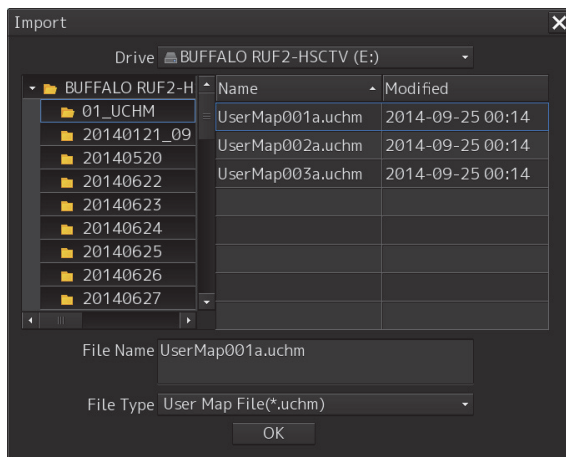 Import
Drive BUFFALO RUF2-HSCTV (E:)
BUFFALO RUF2-H
01_UCHM
20140121_09
20140520
20140622
20140623
20140624
20140625
20140626
20140627
Name Modified
UserMap001a.uchm 2014-09-25 00:14
UserMap002a.uchm 2014-09-25 00:14
UserMap003a.uchm 2014-09-25 00:14
File Name UserMap001a.uchm
File Type User Map File(*.uchm)
OK